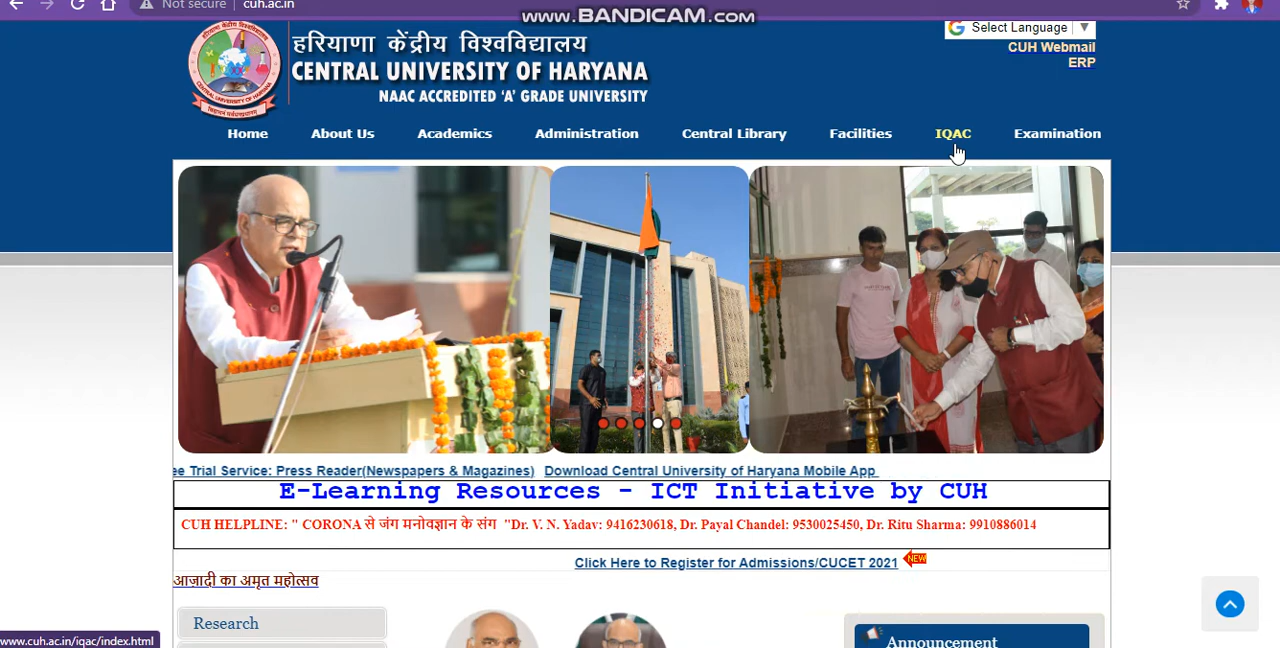 Not secure | cuh.ac.in
WWW.BANDICAM.COM
हरियाणा केंद्रीय विश्वविद्यालय
CENTRAL UNIVERSITY OF HARYANA
NAAC ACCREDITED 'A' GRADE UNIVERSITY
Select Language
CUH Webmail
ERP
Home About Us Academics Administration Central Library Facilities IQAC Examination
ee Trial Service: Press Reader(Newspapers & Magazines) Download Central University of Haryana Mobile App
E-Learning Resources - ICT Initiative by CUH
CUH HELPLINE: " CORONA से जंग मनोवज्ञान के संग "Dr. V. N. Yadav: 9416230618, Dr. Payal Chandel: 9530025450, Dr. Ritu Sharma: 9910886014
Click Here to Register for Admissions/CUCET 2021 NEW
आजादी का अमृत महोत्सव
Research
Announcement
www.cuh.ac.in/iqac/index.html